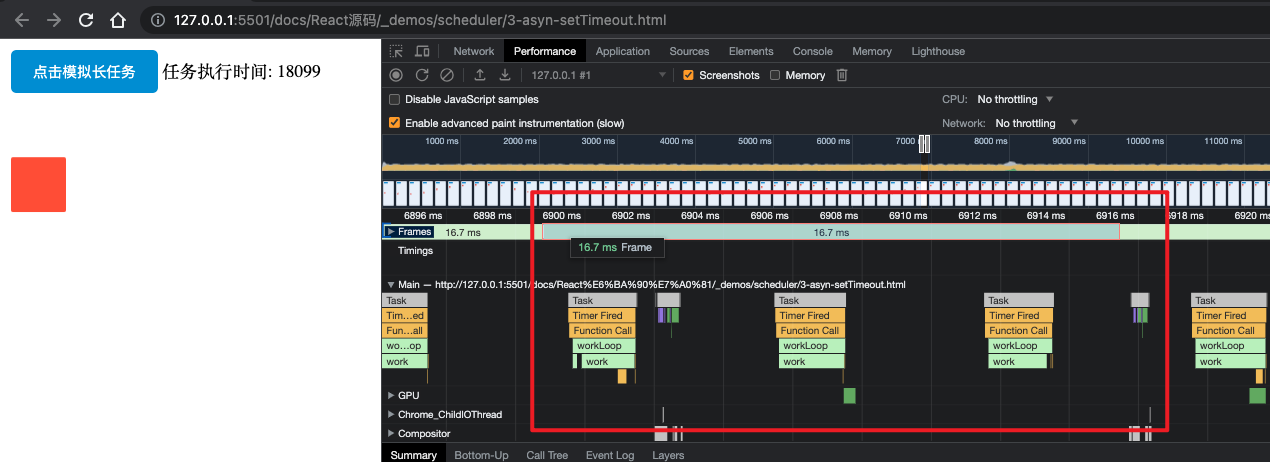 127.0.0.1:5501/docs/React源码/_demos/scheduler/3-asyn-setTimeout.html
点击模拟长任务 任务执行时间: 18099
Network Performance Application Sources Elements Console Memory Lighthouse
127.0.0.1 #1 Screenshots Memory
Disable JavaScript samples CPU: No throttling
Enable advanced paint instrumentation (slow) Network: No throttling
1000 ms 2000 ms 3000 ms 4000 ms 5000 ms 6000 ms 7000 8000 ms 9000 ms 10000 ms 11000 ms
6896 ms 6898 ms 6900 ms 6902 ms 6904 ms 6906 ms 6908 ms 6910 ms 6912 ms 6914 ms 6916 ms 6918 ms 6920 ms
Frames 16.7 ms 16.7 ms
16.7 ms Frame
Timings
Main — http://127.0.0.1:5501/docs/React%E6%BA%90%E7%A0%81/_demos/scheduler/3-asyn-setTimeout.html
Task Task Task Task Task
Tim…ed Timer Fired Timer Fired Timer Fired Timer Fired
Fun…all Function Call Function Call Function Call Function Call
wo…op workLoop workLoop workLoop workLoop
work work work work work
GPU
Chrome_ChildIOThread
Compositor
Summary Bottom-Up Call Tree Event Log Layers